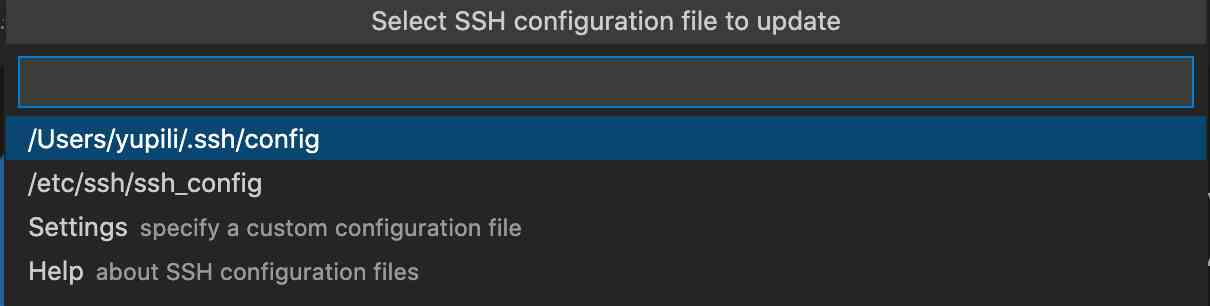 Select SSH configuration file to update
/Users/yupili/.ssh/config
/etc/ssh/ssh_config
Settings specify a custom configuration file
Help about SSH configuration files